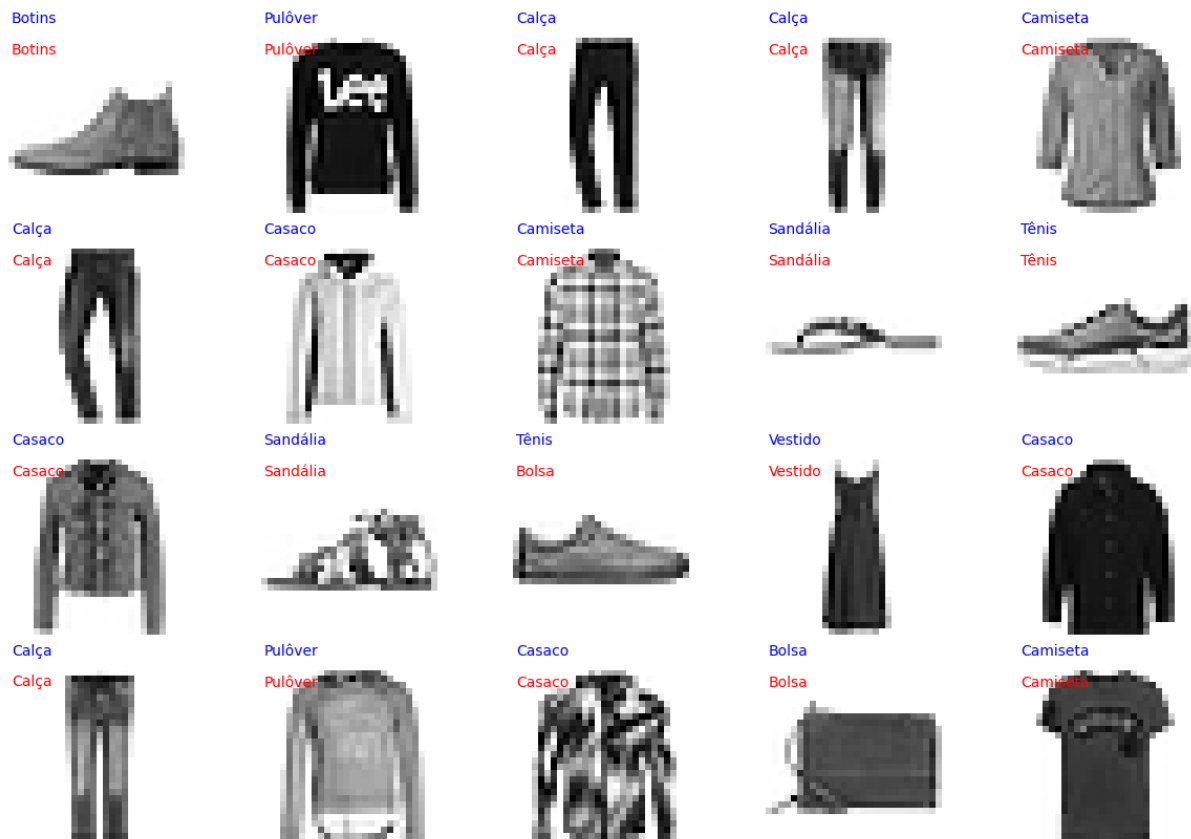 Botins
Botins
Pulôver
Pulôver
Lee
Calça
Calça
Calça
Calça
Camiseta
Camiseta
Calça
Calça
Casaco
Casaco
Camiseta
Camiseta
Sandália
Sandália
Tênis
Tênis
Casaco
Casaco
Sandália
Sandália
Tênis
Bolsa
Vestido
Vestido
Casaco
Casaco
Calça
Calça
Pulôver
Pulôver
Casaco
Casaco
Bolsa
Bolsa
Camiseta
Camiseta